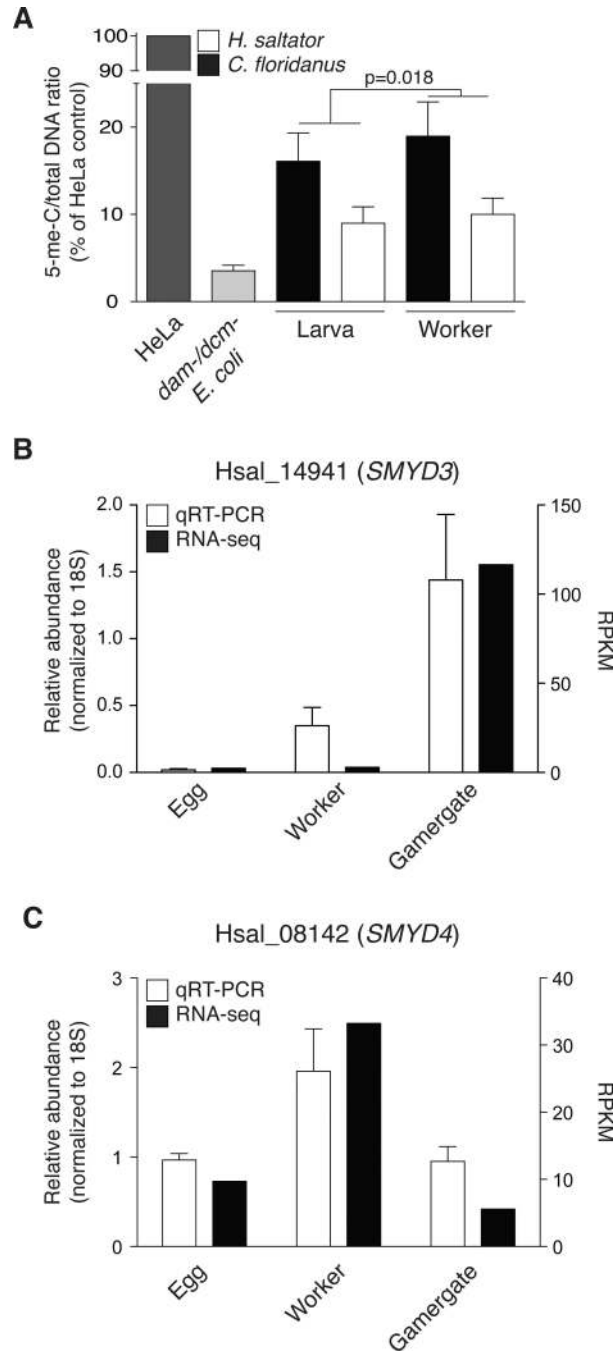 A
5-me-C/total DNA ratio
(% of HeLa control)
100
90
20
10
0
H. saltator
C. floridanus
p=0.018
HeLa
dam-/dcm-
E. coli
Larva
Worker
B
Hsal_14941 (SMYD3)
Relative abundance
(normalized to 18S)
2.0
1.5
1.0
0.5
0.0
qRT-PCR
RNA-seq
150
100
50
0
RPKM
Egg
Worker
Gamergate
C
Hsal_08142 (SMYD4)
Relative abundance
(normalized to 18S)
3
2
1
0
qRT-PCR
RNA-seq
40
30
20
10
0
RPKM
Egg
Worker
Gamergate